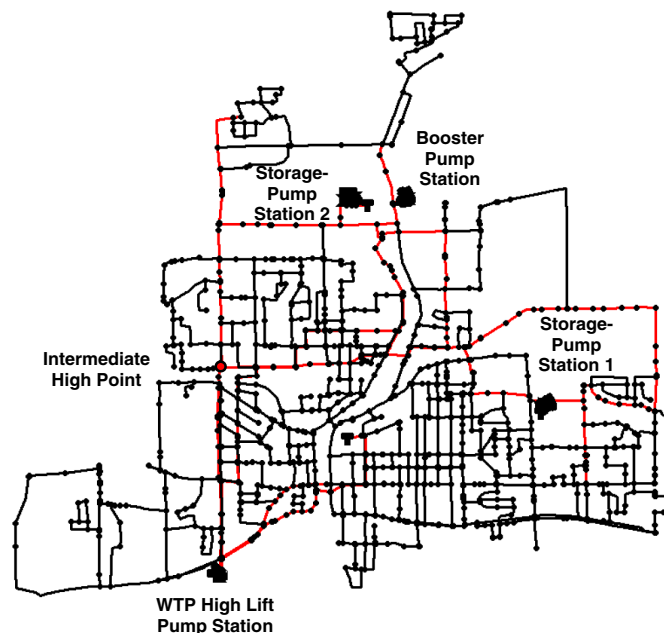 Booster
Pump
Station
Storage-
Pump
Station 2
Storage-
Pump
Station 1
Intermediate
High Point
WTP High Lift
Pump Station